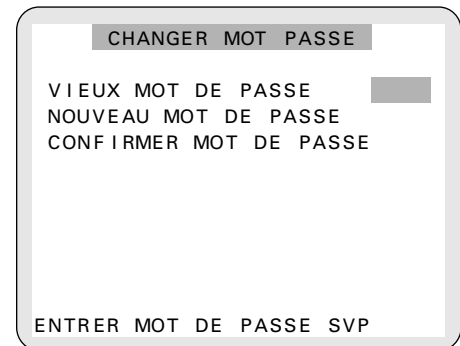 CHANGER MOT PASSE
VIEUX MOT DE PASSE
NOUVEAU MOT DE PASSE
CONFIRMER MOT DE PASSE
ENTRER MOT DE PASSE SVP